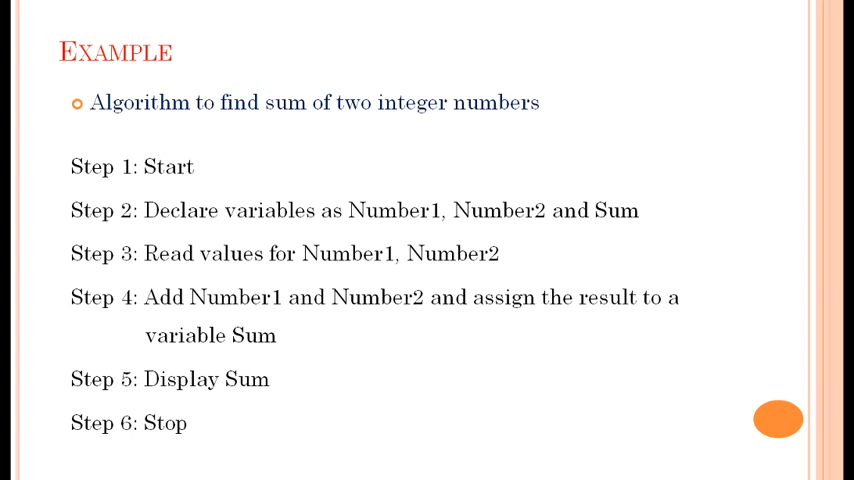 EXAMPLE
Algorithm to find sum of two integer numbers
Step 1: Start
Step 2: Declare variables as Number1, Number2 and Sum
Step 3: Read values for Number1, Number2
Step 4: Add Number1 and Number2 and assign the result to a
variable Sum
Step 5: Display Sum
Step 6: Stop